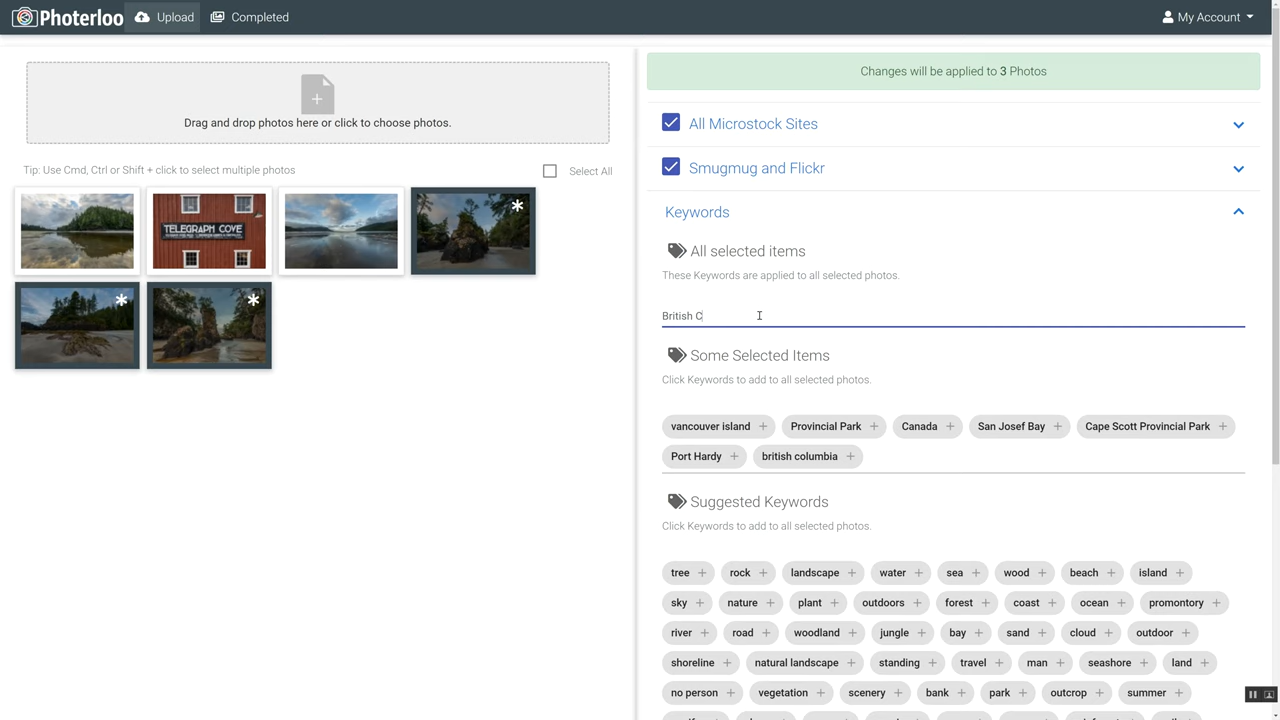 Photerloo
Upload
Completed
My Account
Drag and drop photos here or click to choose photos.
Tip: Use Cmd, Ctrl or Shift + click to select multiple photos
Select All
TELEGRAPH COVE
Changes will be applied to 3 Photos
All Microstock Sites
Smugmug and Flickr
Keywords
All selected items
These Keywords are applied to all selected photos.
British C
Some Selected Items
Click Keywords to add to all selected photos.
vancouver island + Provincial Park + Canada + San Josef Bay + Cape Scott Provincial Park +
Port Hardy + british columbia +
Suggested Keywords
Click Keywords to add to all selected photos.
tree + rock + landscape + water + sea + wood + beach + island +
sky + nature + plant + outdoors + forest + coast + ocean + promontory +
river + road + woodland + jungle + bay + sand + cloud + outdoor +
shoreline + natural landscape + standing + travel + man + seashore + land +
no person + vegetation + scenery + bank + park + outcrop + summer +